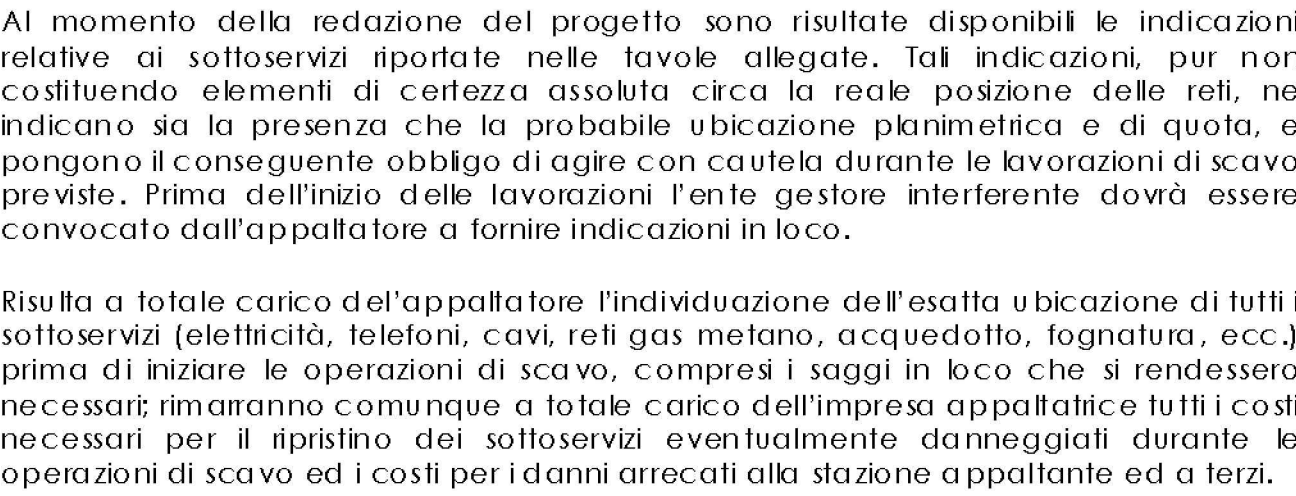 Al momento della redazione del progetto sono risultate disponibili le indicazioni
relative ai sottoservizi riportate nelle tavole allegate. Tali indicazioni, pur non
costituendo elementi di certezza assoluta circa la reale posizione delle reti, ne
indicano sia la presenza che la probabile ubicazione planimetrica e di quota, e
pongono il conseguente obbligo di agire con cautela durante le lavorazioni di scavo
previste. Prima dell'inizio delle lavorazioni l'ente gestore interferente dovrà essere
convocato dall'appaltatore a fornire indicazioni in loco.
Risulta a totale carico del'appaltatore l'individuazione dell'esatta ubicazione di tutti i
sottoservizi (elettricità, telefoni, cavi, reti gas metano, acquedotto, fognatura, ecc.)
prima di iniziare le operazioni di scavo, compresi i saggi in loco che si rendessero
necessari; rimarranno comunque a totale carico dell'impresa appaltatrice tutti i costi
necessari per il ripristino dei sottoservizi eventualmente danneggiati durante le
operazioni di scavo ed i costi per i danni arrecati alla stazione appaltante ed a terzi.